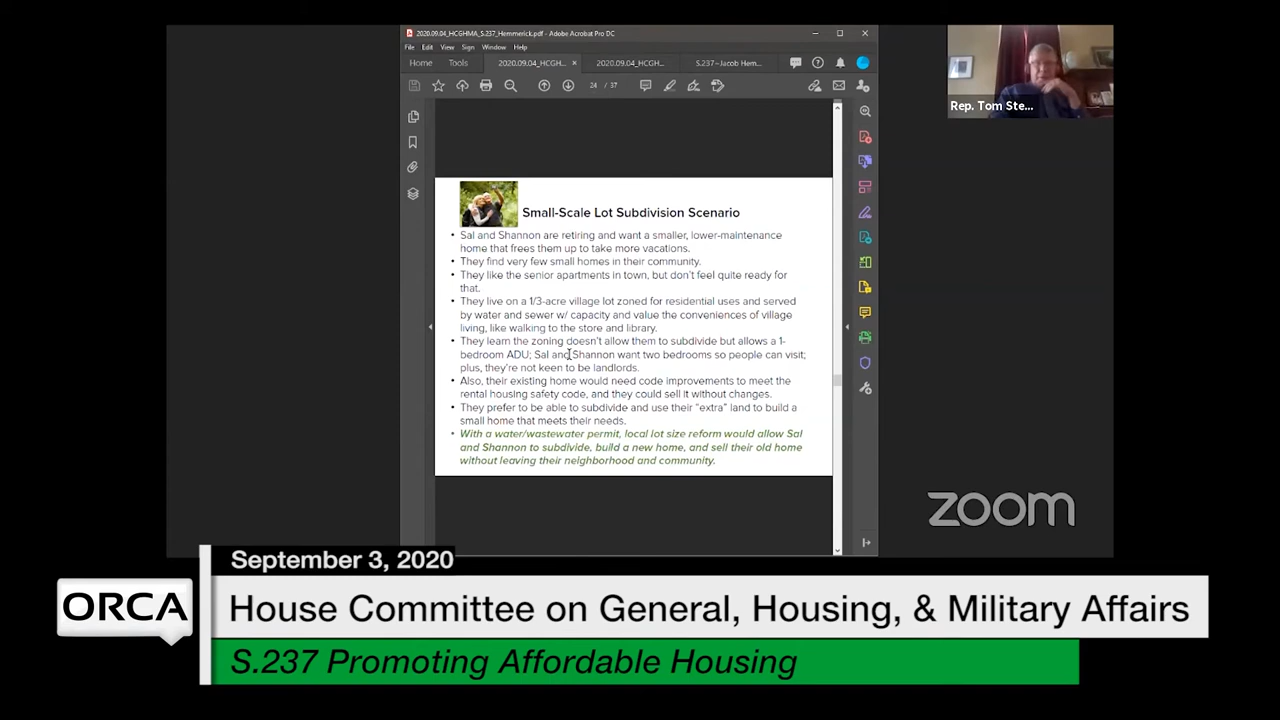 2020.09.04_HCGHMA_S.237_Hemmerick.pdf - Adobe Acrobat Pro DC
File Edit View Sign Window Help
Home Tools 2020.09.04_HCGH... × 2020.09.04_HCGH... S.237~Jacob Hem...
24 / 37
Rep. Tom Ste...
Small-Scale Lot Subdivision Scenario
• Sal and Shannon are retiring and want a smaller, lower-maintenance
home that frees them up to take more vacations.
• They find very few small homes in their community.
• They like the senior apartments in town, but don't feel quite ready for
that.
• They live on a 1/3-acre village lot zoned for residential uses and served
by water and sewer w/ capacity and value the conveniences of village
living, like walking to the store and library.
• They learn the zoning doesn't allow them to subdivide but allows a 1-
bedroom ADU; Sal and Shannon want two bedrooms so people can visit;
plus, they're not keen to be landlords.
• Also, their existing home would need code improvements to meet the
rental housing safety code, and they could sell it without changes.
• They prefer to be able to subdivide and use their "extra" land to build a
small home that meets their needs.
• With a water/wastewater permit, local lot size reform would allow Sal
and Shannon to subdivide, build a new home, and sell their old home
without leaving their neighborhood and community.
zoom
September 3, 2020
ORCA
House Committee on General, Housing, & Military Affairs
S.237 Promoting Affordable Housing